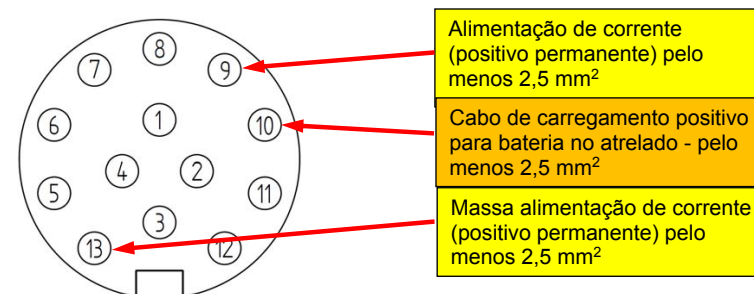 Alimentação de corrente
(positivo permanente) pelo
menos 2,5 mm²
Cabo de carregamento positivo
para bateria no atrelado - pelo
menos 2,5 mm²
Massa alimentação de corrente
(positivo permanente) pelo
menos 2,5 mm²
8
7
9
6
1
10
4
2
5
11
3
13
12